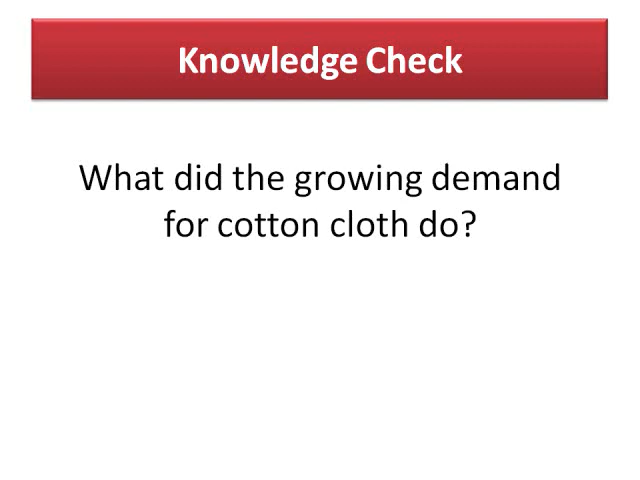 Knowledge Check
What did the growing demand
for cotton cloth do?